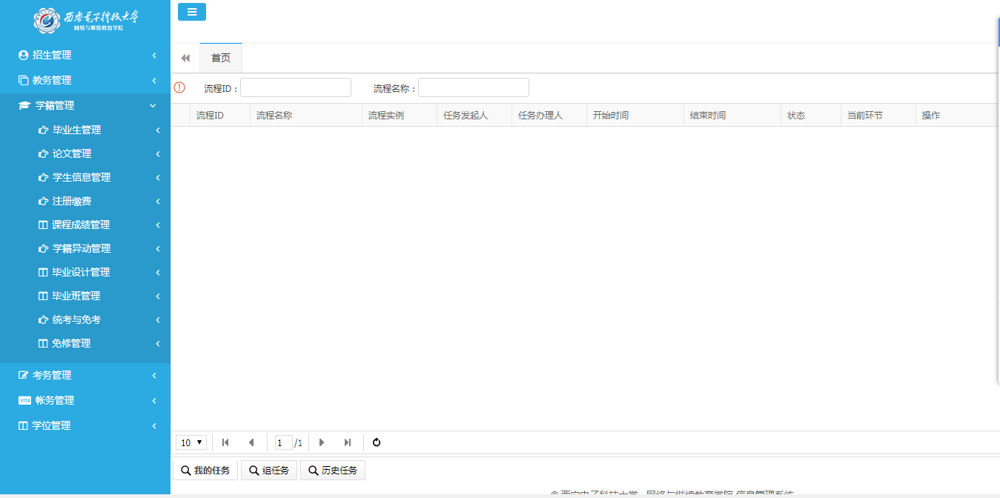 西安电子科技大学
网络与继续教育学院
招生管理
教务管理
学籍管理
毕业生管理
论文管理
学生信息管理
注册缴费
课程成绩管理
学籍异动管理
毕业设计管理
毕业班管理
统考与免考
免修管理
考务管理
VISA 帐务管理
学位管理
首页
流程ID： 流程名称：
流程ID 流程名称 流程实例 任务发起人 任务办理人 开始时间 结束时间 状态 当前环节 操作
10 1 /1
我的任务 组任务 历史任务
© 西安电子科技大学 - 网络与继续教育学院 信息管理系统